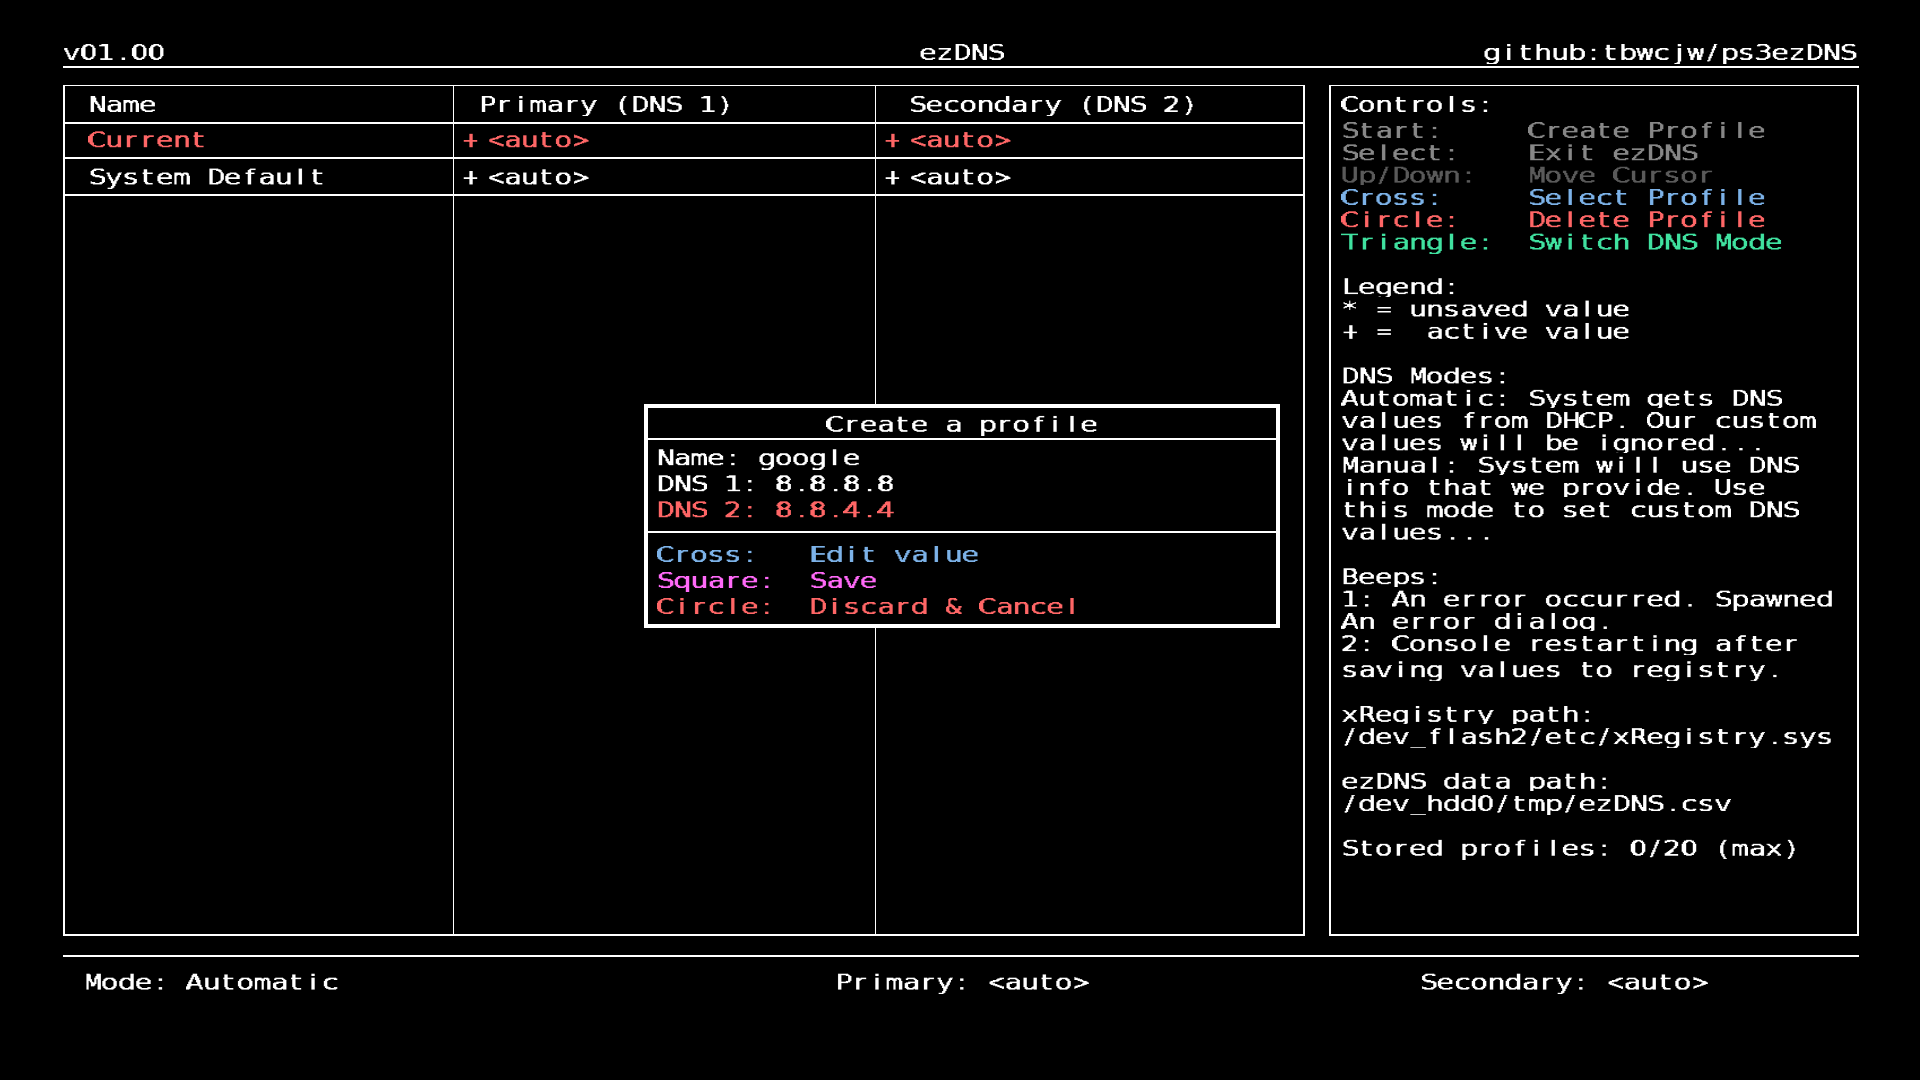 v01.00 ezDNS github:tbwcjw/ps3ezDNS
Name Primary (DNS 1) Secondary (DNS 2)
Current +<auto> +<auto>
System Default +<auto> +<auto>
Create a profile
Name: google
DNS 1: 8.8.8.8
DNS 2: 8.8.4.4
Cross: Edit value
Square: Save
Circle: Discard & Cancel
Controls:
Start: Create Profile
Select: Exit ezDNS
Up/Down: Move Cursor
Cross: Select Profile
Circle: Delete Profile
Triangle: Switch DNS Mode
Legend:
* = unsaved value
+ = active value
DNS Modes:
Automatic: System gets DNS
values from DHCP. Our custom
values will be ignored...
Manual: System will use DNS
info that we provide. Use
this mode to set custom DNS
values...
Beeps:
1: An error occurred. Spawned
An error dialog.
2: Console restarting after
saving values to registry.
xRegistry path:
/dev_flash2/etc/xRegistry.sys
ezDNS data path:
/dev_hdd0/tmp/ezDNS.csv
Stored profiles: 0/20 (max)
Mode: Automatic Primary: <auto> Secondary: <auto>